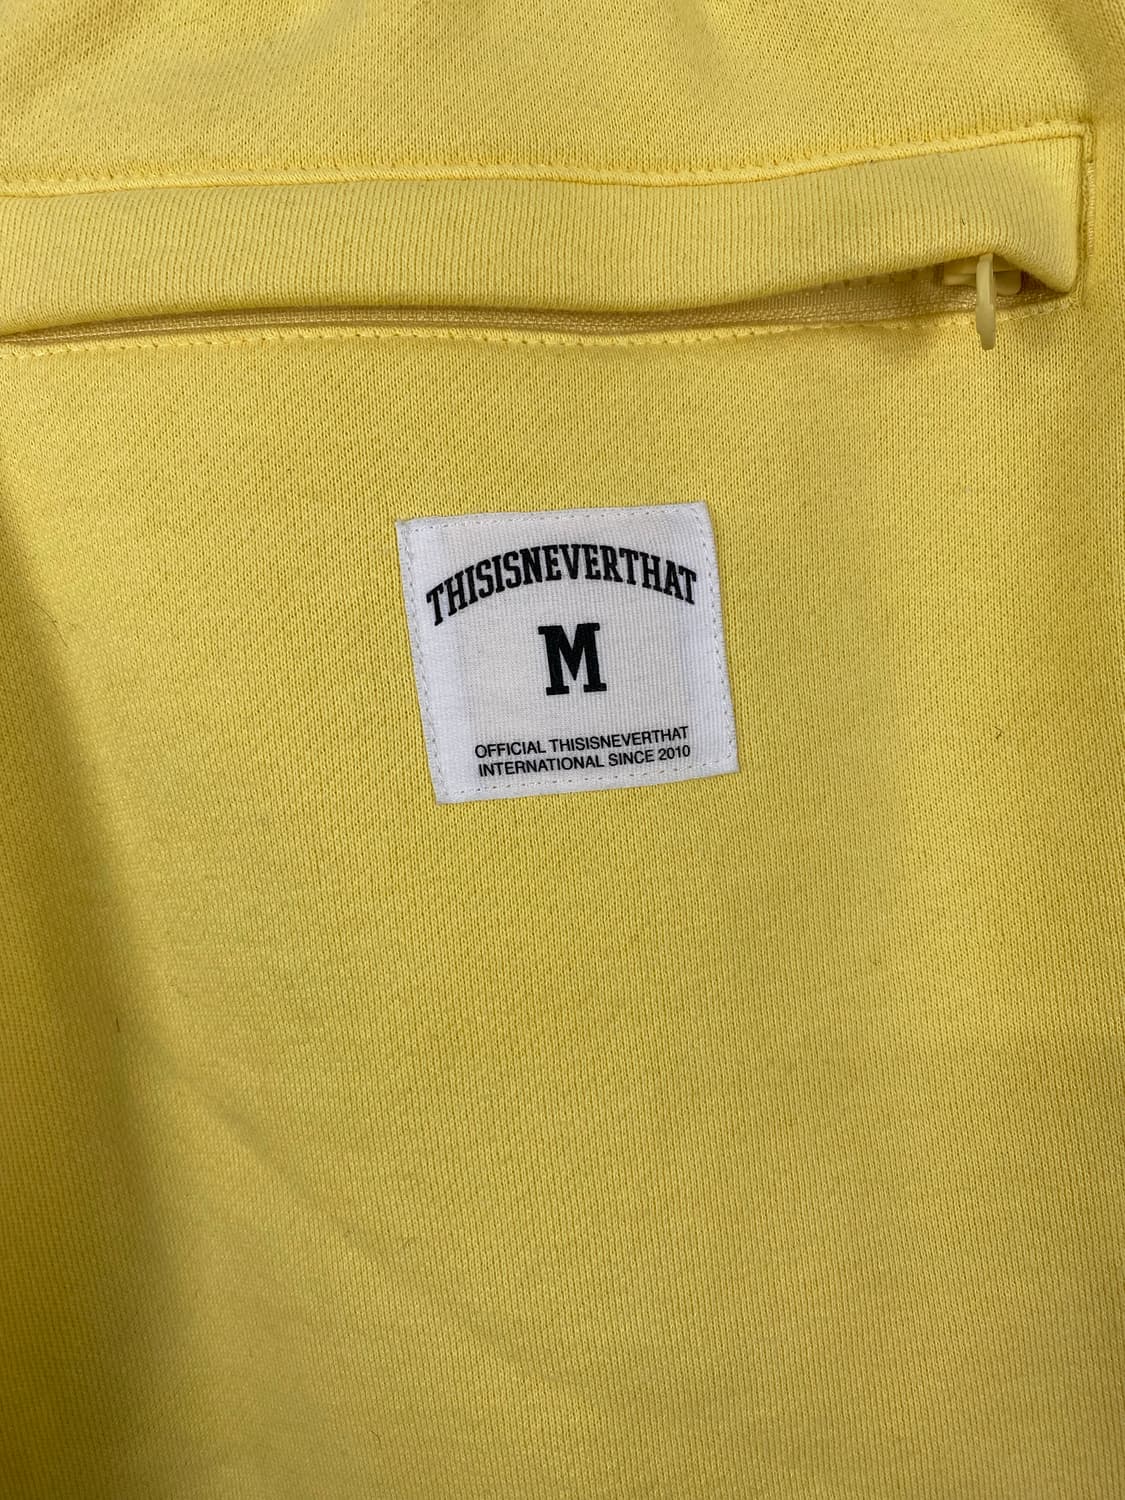 THISISNEVERTHAT
M
OFFICIAL THISISNEVERTHAT
INTERNATIONAL SINCE 2010